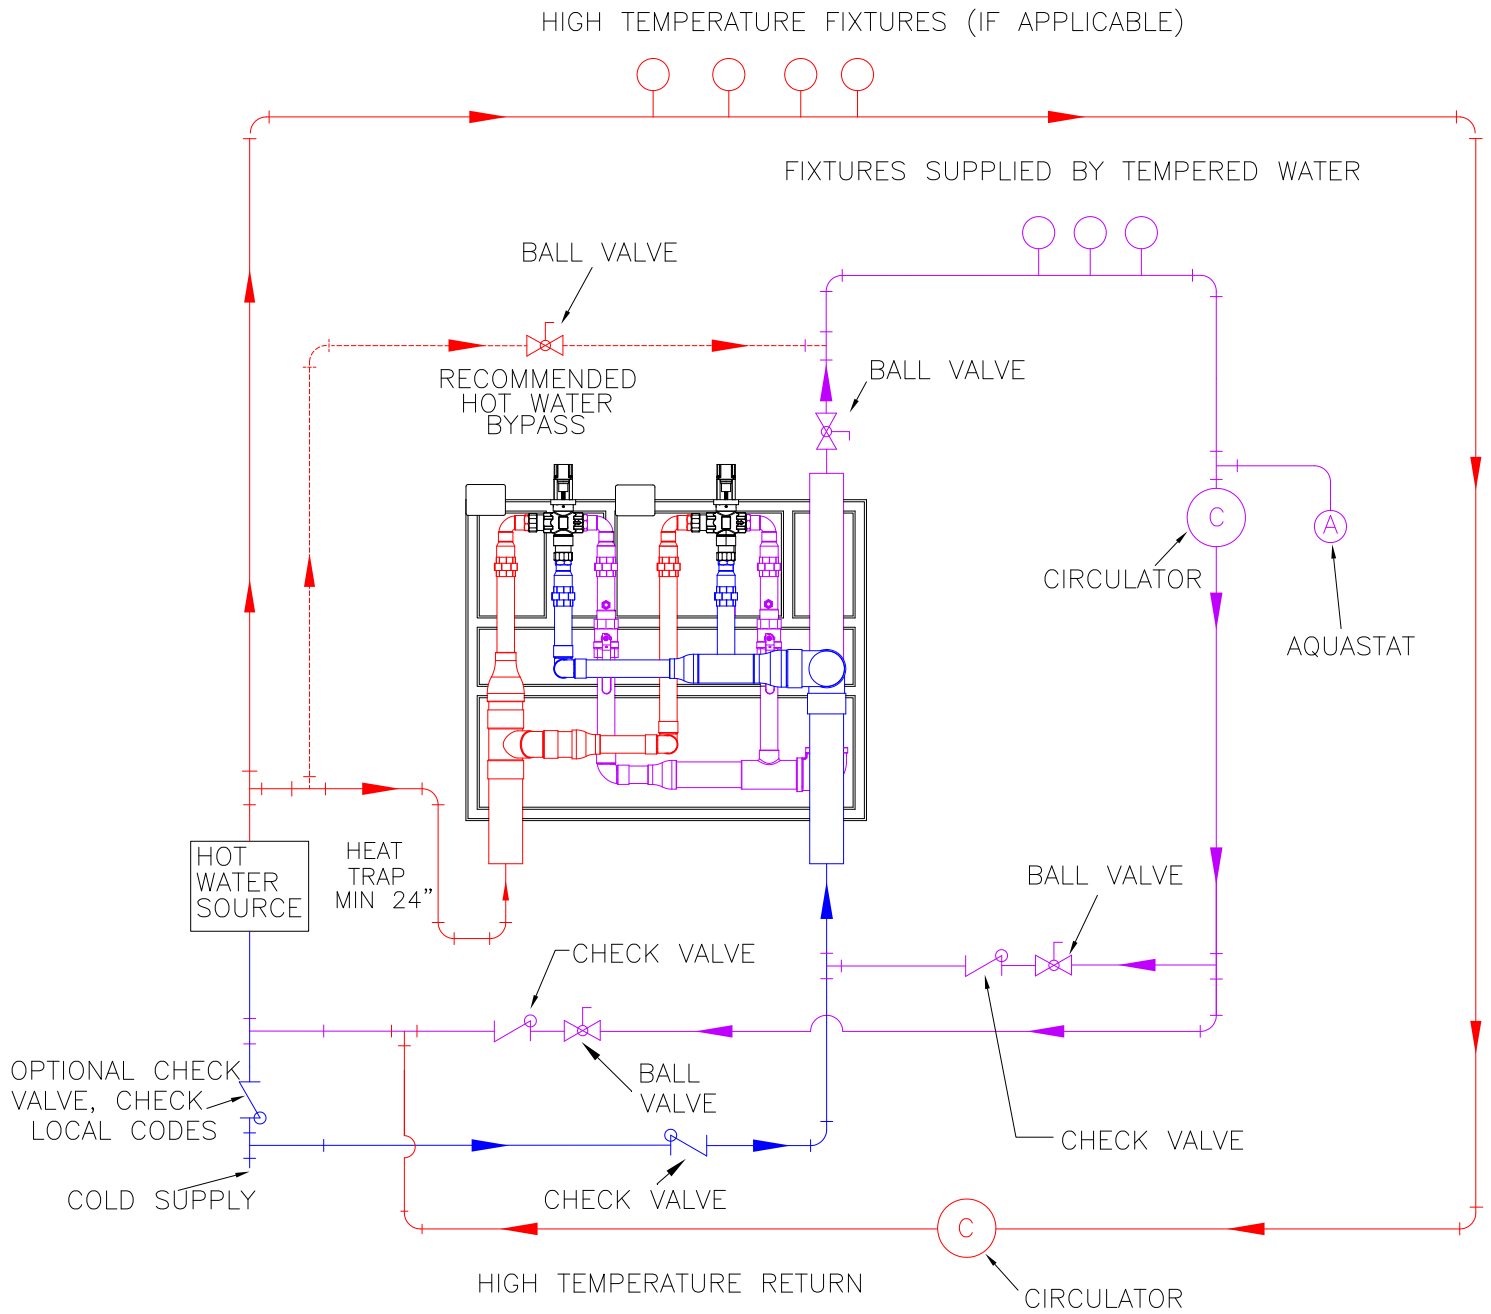 HIGH TEMPERATURE FIXTURES (IF APPLICABLE)
FIXTURES SUPPLIED BY TEMPERED WATER
BALL VALVE
RECOMMENDED
HOT WATER
BYPASS
BALL VALVE
C
A
CIRCULATOR
AQUASTAT
HOT
WATER
SOURCE
HEAT
TRAP
MIN 24”
BALL VALVE
CHECK VALVE
OPTIONAL CHECK
VALVE, CHECK
LOCAL CODES
BALL
VALVE
CHECK VALVE
COLD SUPPLY
CHECK VALVE
C
HIGH TEMPERATURE RETURN
CIRCULATOR